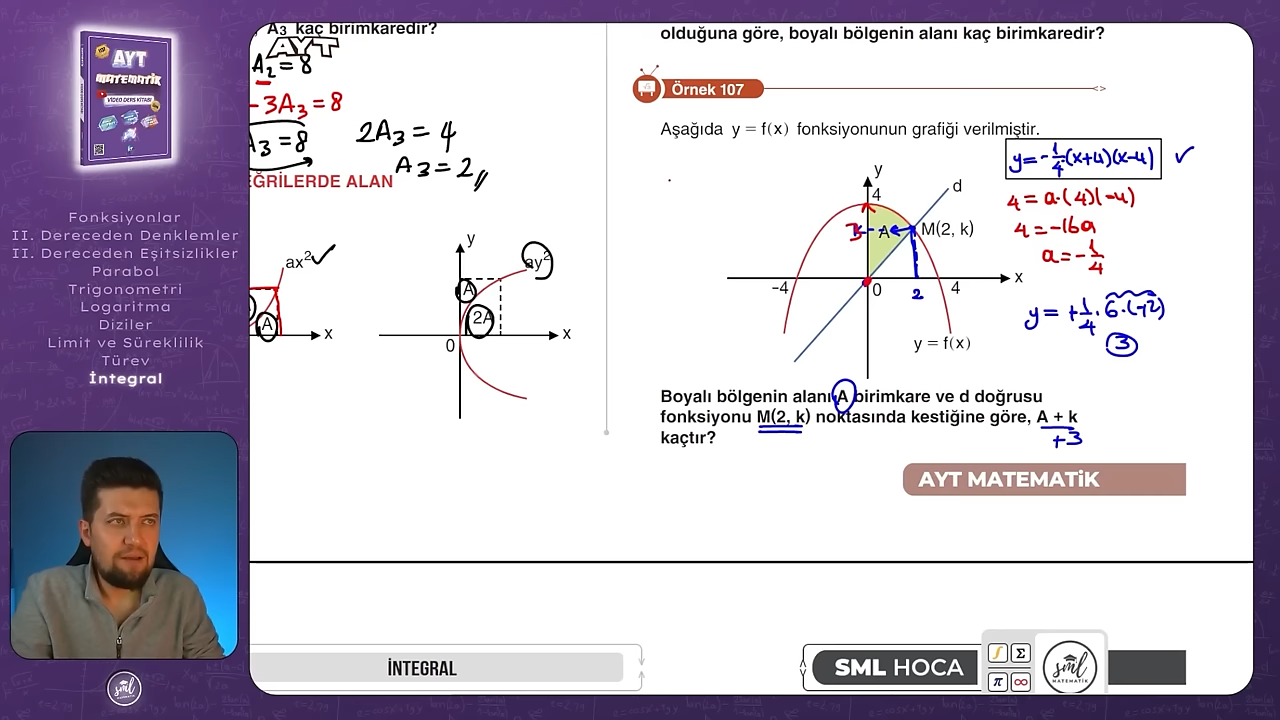 AYT
MATEMATİK
VİDEO DERS KİTABI
Fonksiyonlar
II. Dereceden Denklemler
II. Dereceden Eşitsizlikler
Parabol
Trigonometri
Logaritma
Diziler
Limit ve Süreklilik
Türev
İntegral
sml
A₃ kaç birimkaredir?
AYT
A₂ = 8
- 3A₃ = 8
A₃ = 8
2A₃ = 4
A₃ = 2
EĞRİLERDE ALAN
ax²
A
x
y
ay²
A
2A
0
x
olduğuna göre, boyalı bölgenin alanı kaç birimkaredir?
Örnek 107
Aşağıda y = f(x) fonksiyonunun grafiği verilmiştir.
y = -1/4 (x+4)(x-4)
4 = a·(4)(-4)
4 = -16a
a = -1/4
y = +1/4 · 6·(+2)
3
y
4
d
3
A
M(2, k)
-4
0
2
4
x
y = f(x)
Boyalı bölgenin alanı A birimkare ve d doğrusu
fonksiyonu M(2, k) noktasında kestiğine göre, A + k
kaçtır?
+3
AYT MATEMATİK
İNTEGRAL
SML HOCA
∫ Σ
π ∞
sml
MATEMATİK